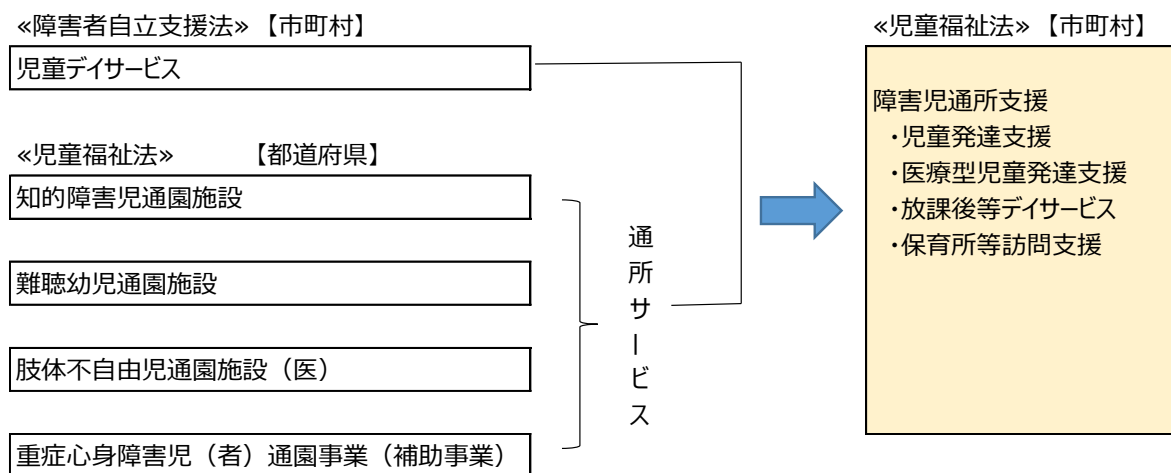 ≪障害者自立支援法≫【市町村】
児童デイサービス
≪児童福祉法≫　　　【都道府県】
知的障害児通園施設
難聴幼児通園施設
肢体不自由児通園施設（医）
重症心身障害児（者）通園事業（補助事業）
通所サービス
≪児童福祉法≫【市町村】
障害児通所支援
・児童発達支援
・医療型児童発達支援
・放課後等デイサービス
・保育所等訪問支援